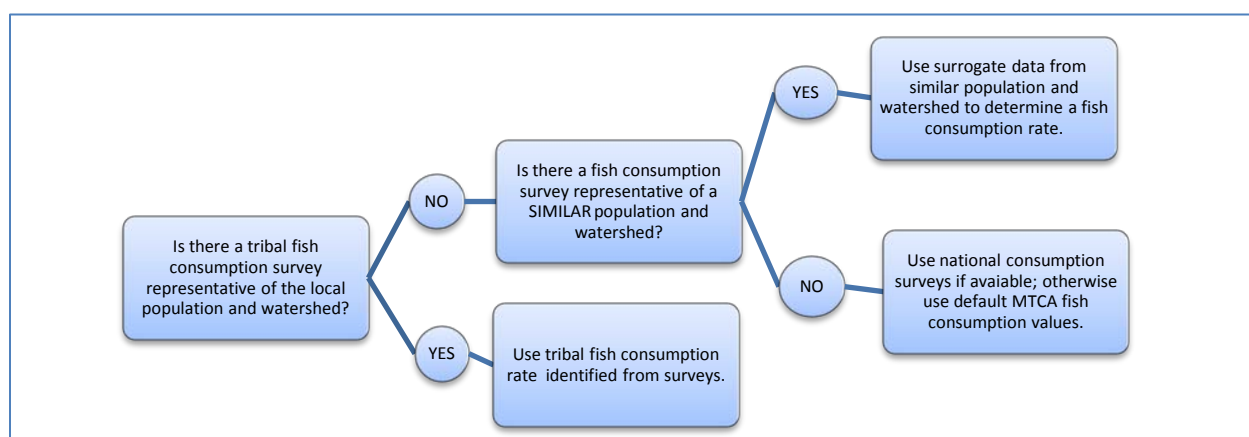 Is there a tribal fish
consumption survey
representative of the local
population and watershed?
NO
Is there a fish consumption
survey representative of a
SIMILAR population and
watershed?
YES
Use surrogate data from
similar population and
watershed to determine a fish
consumption rate.
NO
Use national consumption
surveys if avaiable; otherwise
use default MTCA fish
consumption values.
YES
Use tribal fish consumption
rate identified from surveys.